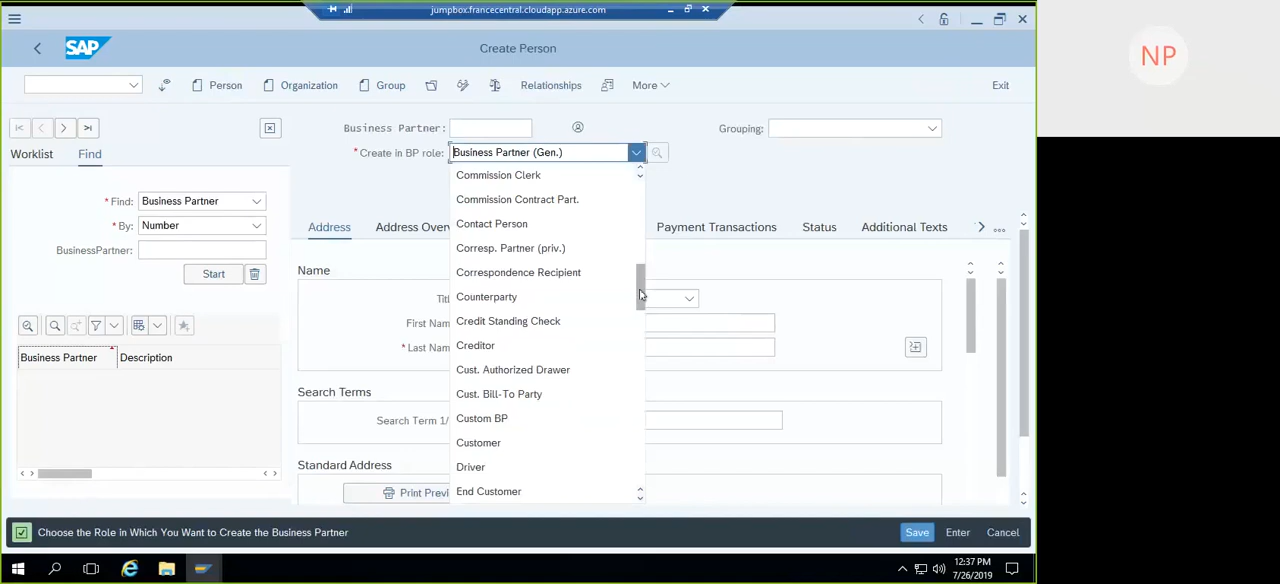 jumpbox.francecentral.cloudapp.azure.com
SAP
Create Person
Person
Organization
Group
Relationships
More
Exit
Business Partner:
Grouping:
* Create in BP role:
Business Partner (Gen.)
Worklist
Find
* Find:
Business Partner
* By:
Number
BusinessPartner:
Start
Business Partner
Description
Commission Clerk
Commission Contract Part.
Contact Person
Corresp. Partner (priv.)
Correspondence Recipient
Counterparty
Credit Standing Check
Creditor
Cust. Authorized Drawer
Cust. Bill-To Party
Custom BP
Customer
Driver
End Customer
Address
Address Overv
Payment Transactions
Status
Additional Texts
Name
Titl
First Nam
* Last Nam
Search Terms
Search Term 1/
Standard Address
Print Previ
Choose the Role in Which You Want to Create the Business Partner
Save
Enter
Cancel
12:37 PM
7/26/2019
NP